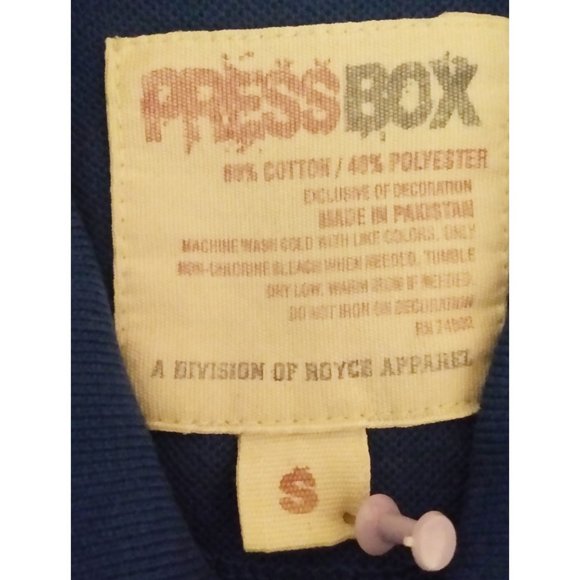 PRESSBOX
60% COTTON / 40% POLYESTER
EXCLUSIVE OF DECORATION
MADE IN PAKISTAN
MACHINE WASH COLD WITH LIKE COLORS, ONLY
NON-CHLORINE BLEACH WHEN NEEDED, TUMBLE
DRY LOW, WARM IRON IF NEEDED.
DO NOT IRON ON DECORATION
RN
A DIVISION OF ROYCE APPAREL
S